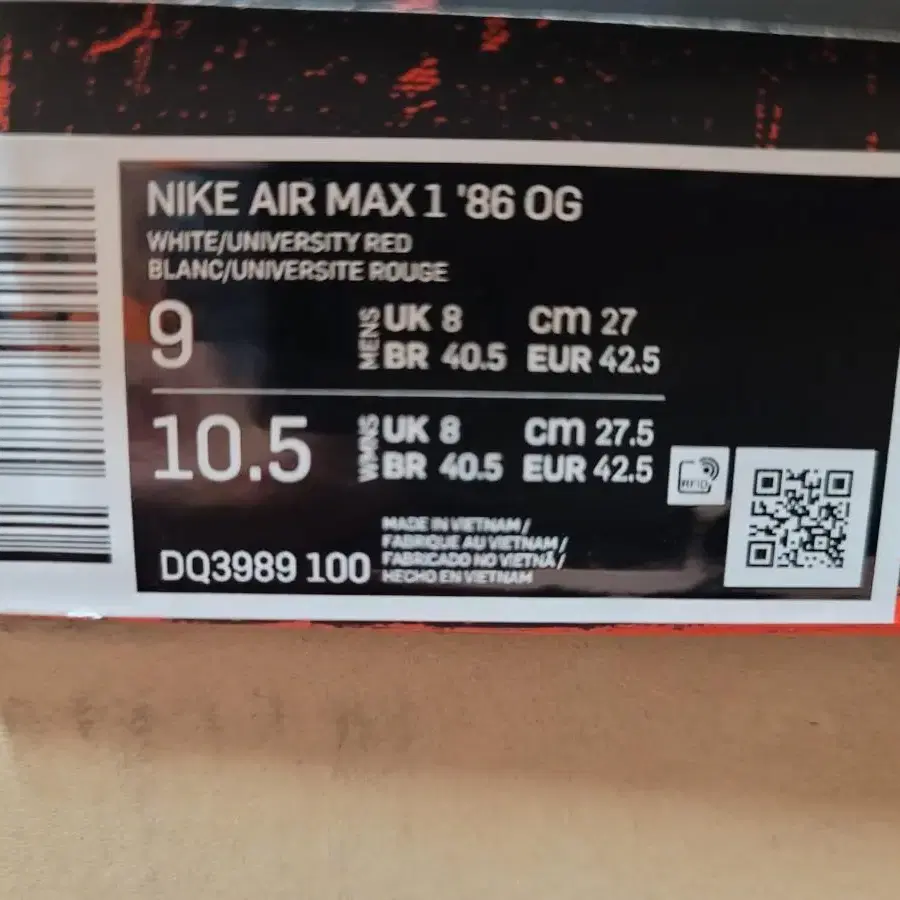 NIKE AIR MAX 1 '86 OG
WHITE/UNIVERSITY RED
BLANC/UNIVERSITE ROUGE
9 MENS UK 8 cm 27
BR 40.5 EUR 42.5
10.5 WMNS UK 8 cm 27.5
BR 40.5 EUR 42.5
RFID
MADE IN VIETNAM /
FABRIQUE AU VIETNAM /
FABRICADO NO VIETNÃ /
HECHO EN VIETNAM
DQ3989 100